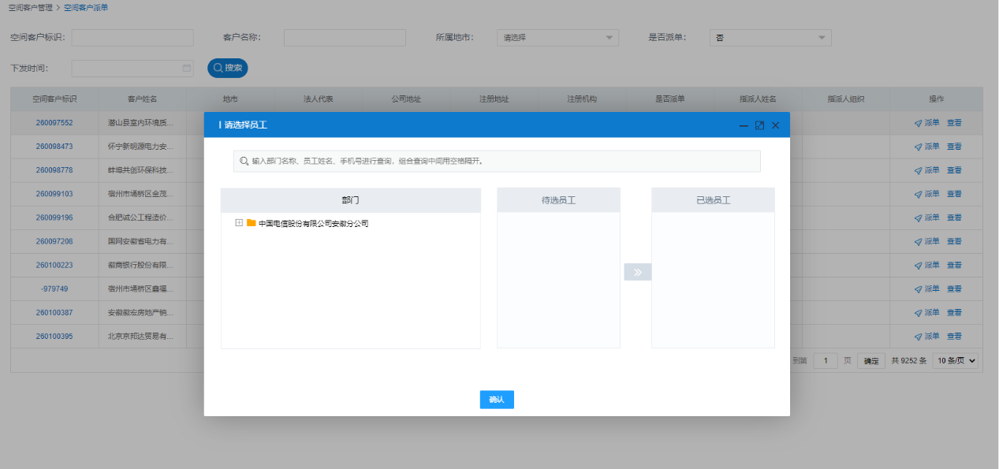 空间客户管理 > 空间客户派单
空间客户标识: 客户名称: 所属地市: 请选择 是否派单: 否
下发时间: 搜索
空间客户标识 客户姓名 地市 法人代表 公司地址 注册地址 注册机构 是否派单 指派人姓名 指派人组织 操作
260097552 潜山县室内环境质... 派单 查看
260098473 怀宁新明源电力安... 派单 查看
260098778 蚌埠共创环保科技... 派单 查看
260099103 宿州市埇桥区金茂... 派单 查看
260099196 合肥诚公工程造价... 派单 查看
260097208 国网安徽省电力有... 派单 查看
260100223 徽商银行股份有限... 派单 查看
-979749 宿州市埇桥区鑫福... 派单 查看
260100387 安徽徽宏房地产销... 派单 查看
260100395 北京京邦达贸易有... 派单 查看
到第 1 页 确定 共 9252 条 10 条/页
请选择员工
输入部门名称、员工姓名、手机号进行查询，组合查询中间用空格隔开。
部门 待选员工 已选员工
中国电信股份有限公司安徽分公司
确认